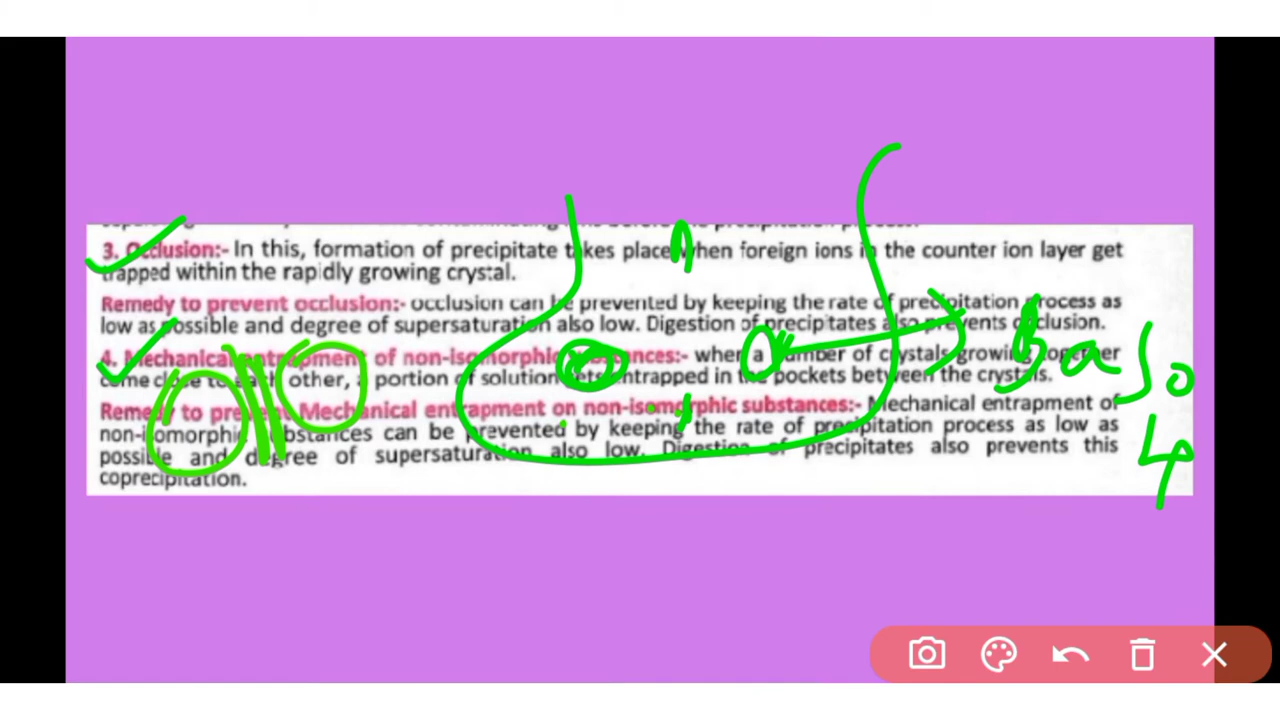 3. Occlusion:- In this, formation of precipitate takes place when foreign ions in the counter ion layer get
trapped within the rapidly growing crystal.
Remedy to prevent occlusion:- occlusion can be prevented by keeping the rate of precipitation process as
low as possible and degree of supersaturation also low. Digestion of precipitates also prevents occlusion.
4. Mechanical entrapment of non-isomorphic substances:- when a number of crystals growing together
come close to each other, a portion of solution gets entrapped in the pockets between the crystals.
Remedy to prevent Mechanical entrapment on non-isomorphic substances:- Mechanical entrapment of
non-isomorphic substances can be prevented by keeping the rate of precipitation process as low as
possible and degree of supersaturation also low. Digestion of precipitates also prevents this
coprecipitation.
Ba So
4